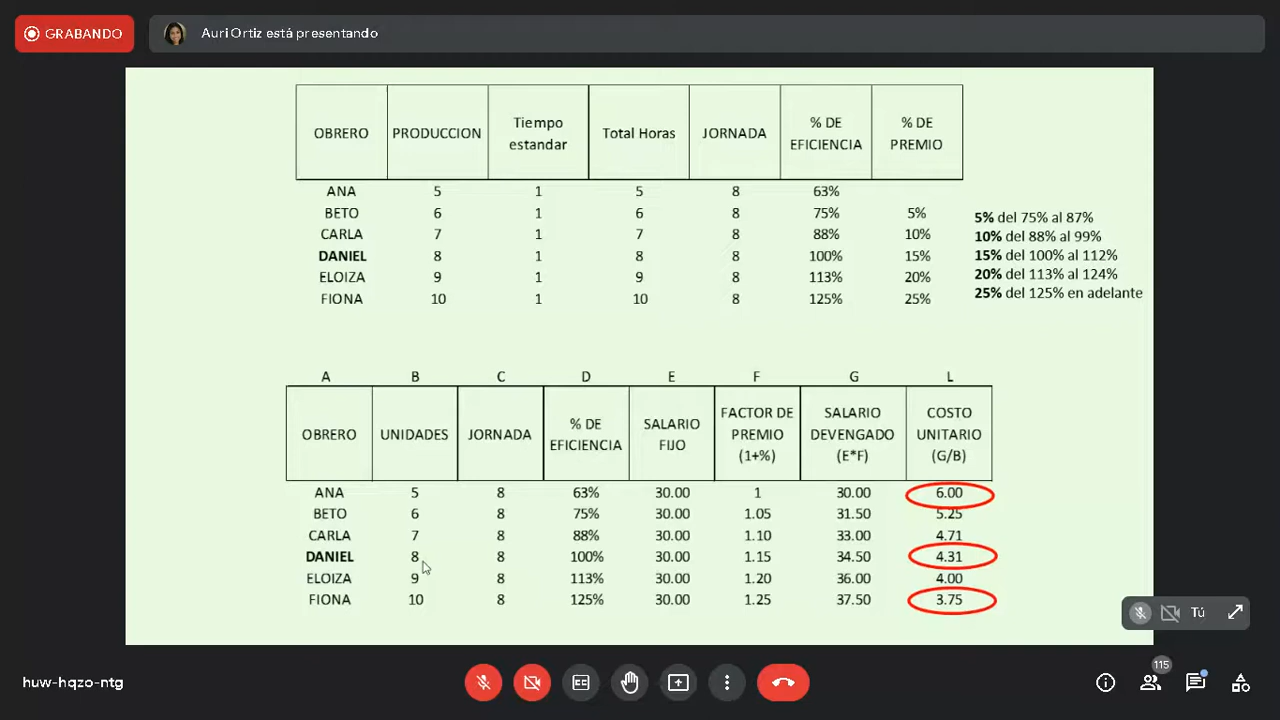 GRABANDO
Auri Ortiz está presentando
OBRERO PRODUCCION Tiempo estandar Total Horas JORNADA % DE EFICIENCIA % DE PREMIO
ANA 5 1 5 8 63%
BETO 6 1 6 8 75% 5%
CARLA 7 1 7 8 88% 10%
DANIEL 8 1 8 8 100% 15%
ELOIZA 9 1 9 8 113% 20%
FIONA 10 1 10 8 125% 25%
5% del 75% al 87%
10% del 88% al 99%
15% del 100% al 112%
20% del 113% al 124%
25% del 125% en adelante
A B C D E F G L
OBRERO UNIDADES JORNADA % DE EFICIENCIA SALARIO FIJO FACTOR DE PREMIO (1+%) SALARIO DEVENGADO (E*F) COSTO UNITARIO (G/B)
ANA 5 8 63% 30.00 1 30.00 6.00
BETO 6 8 75% 30.00 1.05 31.50 5.25
CARLA 7 8 88% 30.00 1.10 33.00 4.71
DANIEL 8 8 100% 30.00 1.15 34.50 4.31
ELOIZA 9 8 113% 30.00 1.20 36.00 4.00
FIONA 10 8 125% 30.00 1.25 37.50 3.75
Tú
huw-hqzo-ntg
115